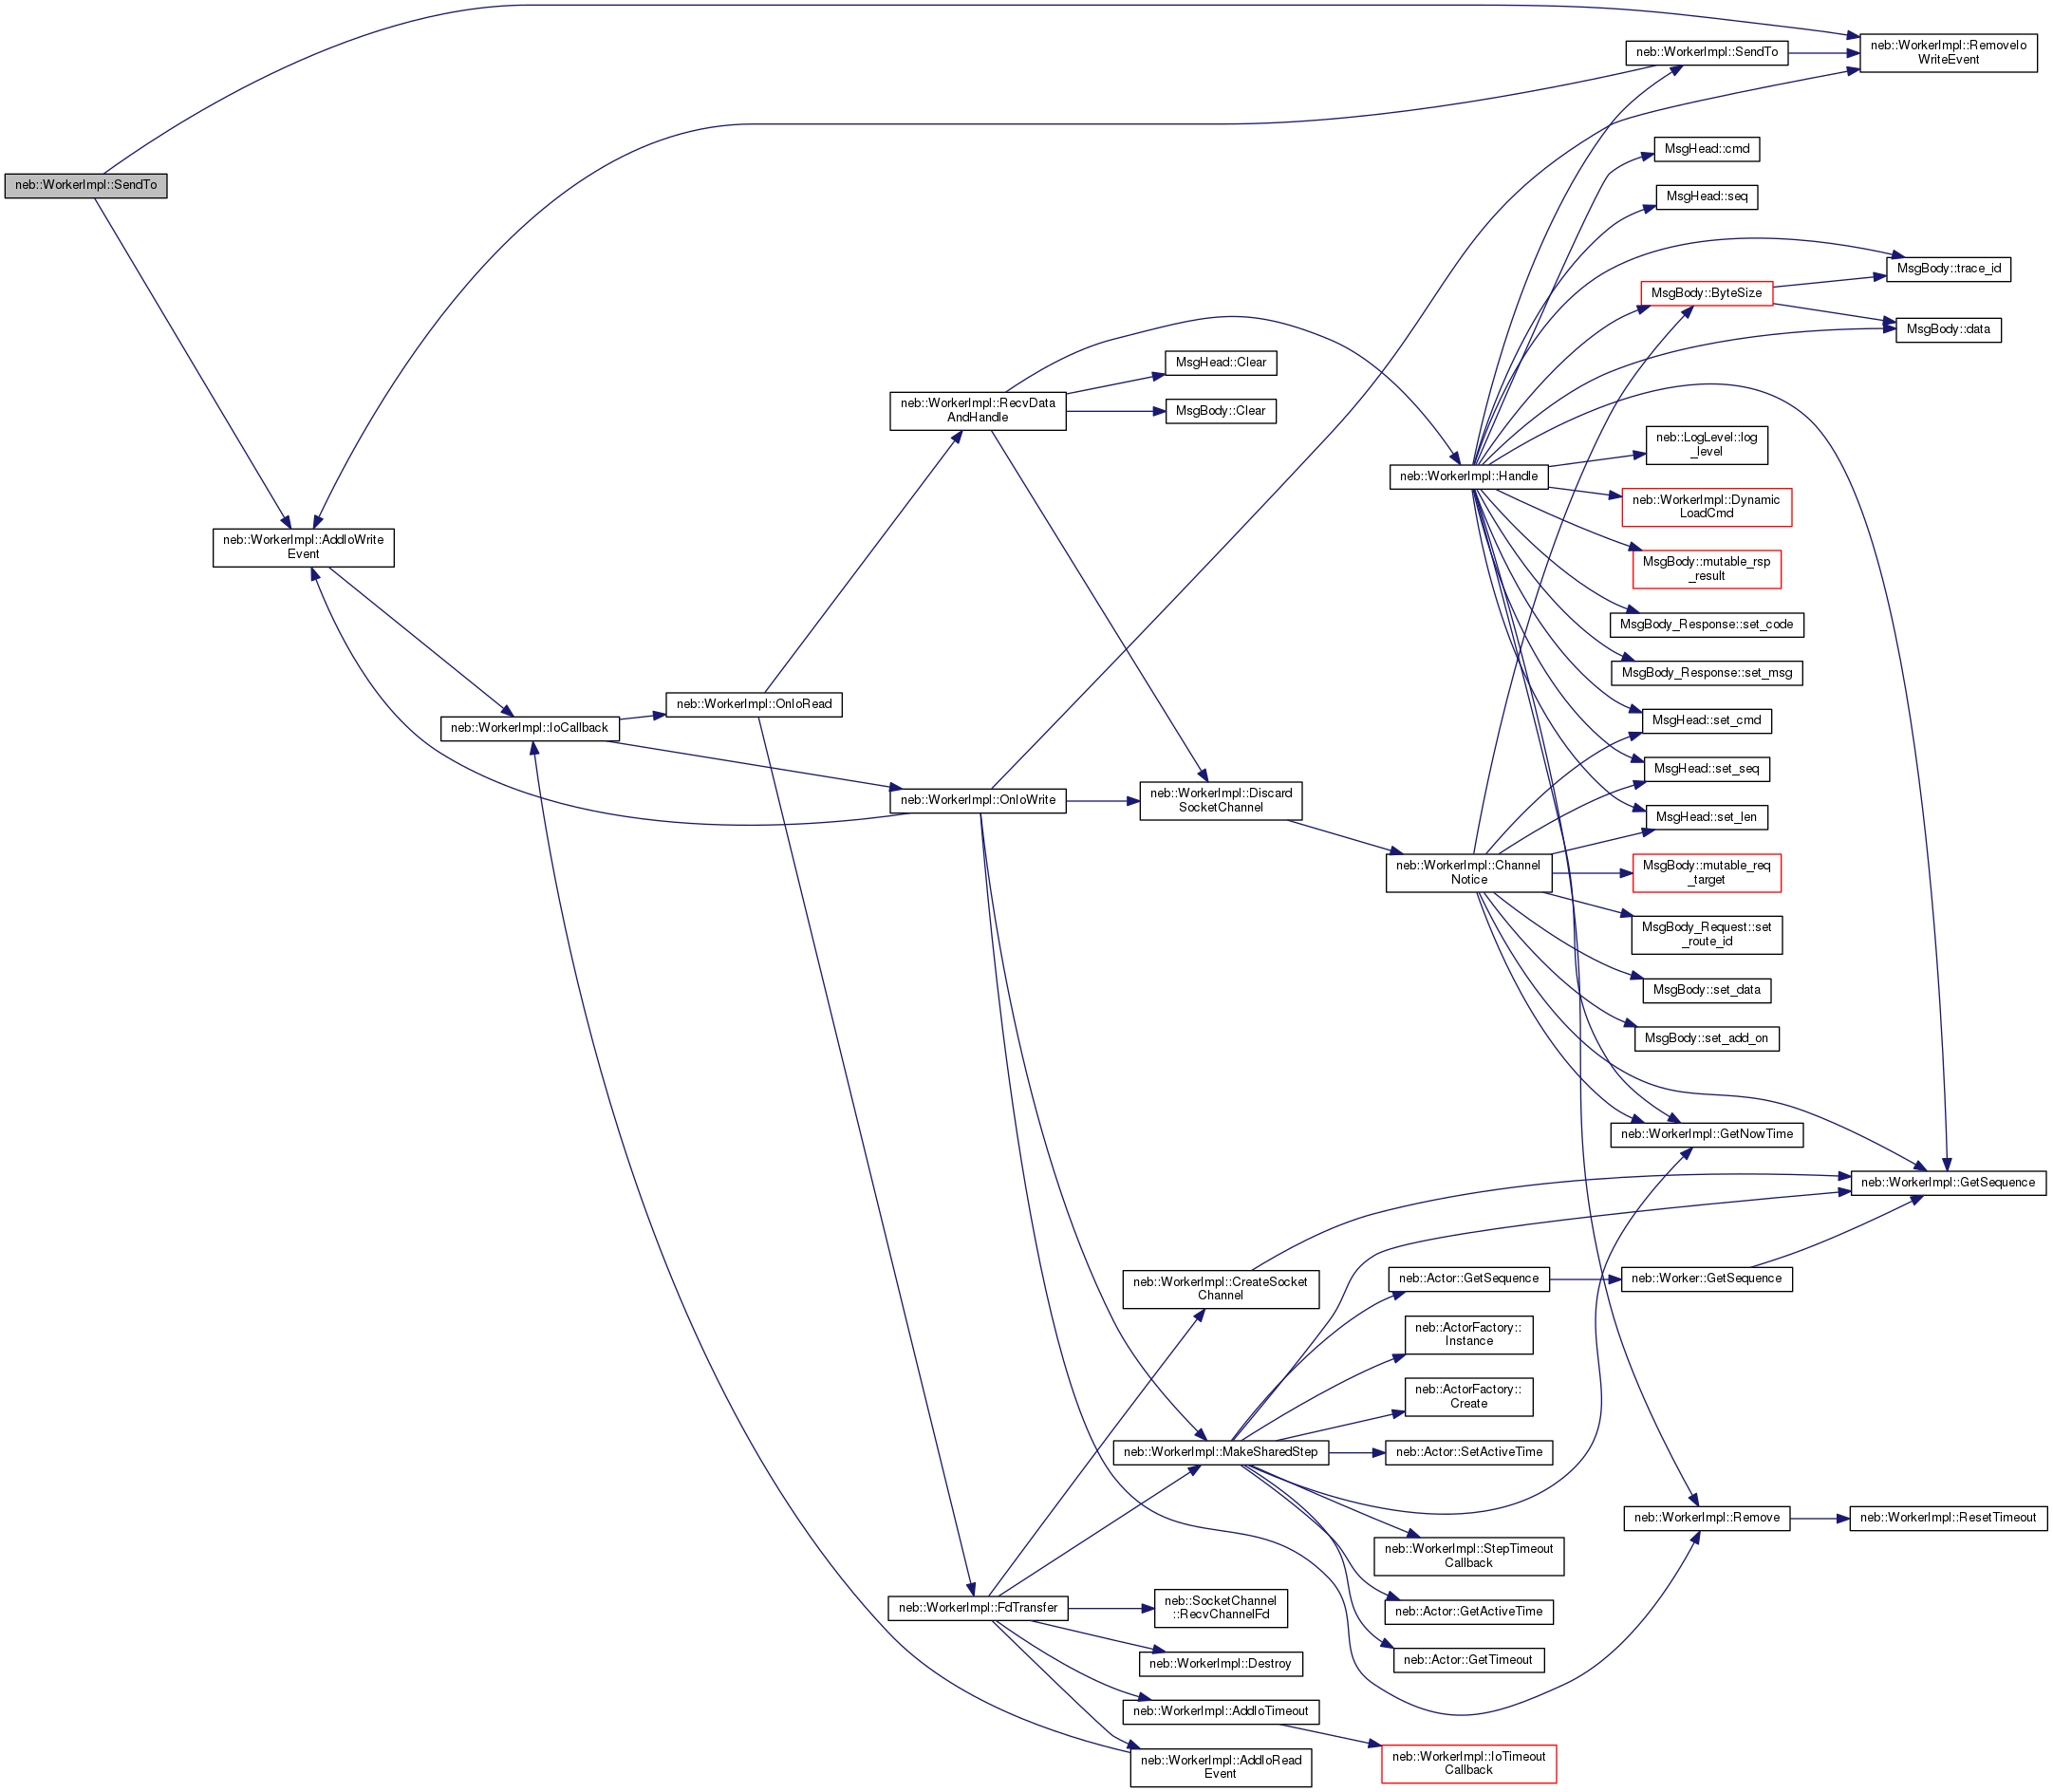 neb::WorkerImpl::SendTo
neb::WorkerImpl::RemoveIo
WriteEvent
neb::WorkerImpl::SendTo
MsgHead::cmd
MsgHead::seq
MsgBody::trace_id
MsgBody::ByteSize
MsgBody::data
MsgHead::Clear
neb::WorkerImpl::RecvData
AndHandle
MsgBody::Clear
neb::LogLevel::log
_level
neb::WorkerImpl::Handle
neb::WorkerImpl::Dynamic
LoadCmd
neb::WorkerImpl::AddIoWrite
Event
MsgBody::mutable_rsp
_result
MsgBody_Response::set_code
MsgBody_Response::set_msg
neb::WorkerImpl::OnIoRead
neb::WorkerImpl::IoCallback
MsgHead::set_cmd
MsgHead::set_seq
neb::WorkerImpl::OnIoWrite
neb::WorkerImpl::Discard
SocketChannel
MsgHead::set_len
neb::WorkerImpl::Channel
Notice
MsgBody::mutable_req
_target
MsgBody_Request::set
_route_id
MsgBody::set_data
MsgBody::set_add_on
neb::WorkerImpl::GetNowTime
neb::WorkerImpl::GetSequence
neb::WorkerImpl::CreateSocket
Channel
neb::Actor::GetSequence
neb::Worker::GetSequence
neb::ActorFactory::
Instance
neb::ActorFactory::
Create
neb::WorkerImpl::MakeSharedStep
neb::Actor::SetActiveTime
neb::WorkerImpl::Remove
neb::WorkerImpl::ResetTimeout
neb::WorkerImpl::StepTimeout
Callback
neb::WorkerImpl::FdTransfer
neb::SocketChannel
::RecvChannelFd
neb::Actor::GetActiveTime
neb::WorkerImpl::Destroy
neb::Actor::GetTimeout
neb::WorkerImpl::AddIoTimeout
neb::WorkerImpl::AddIoRead
Event
neb::WorkerImpl::IoTimeout
Callback